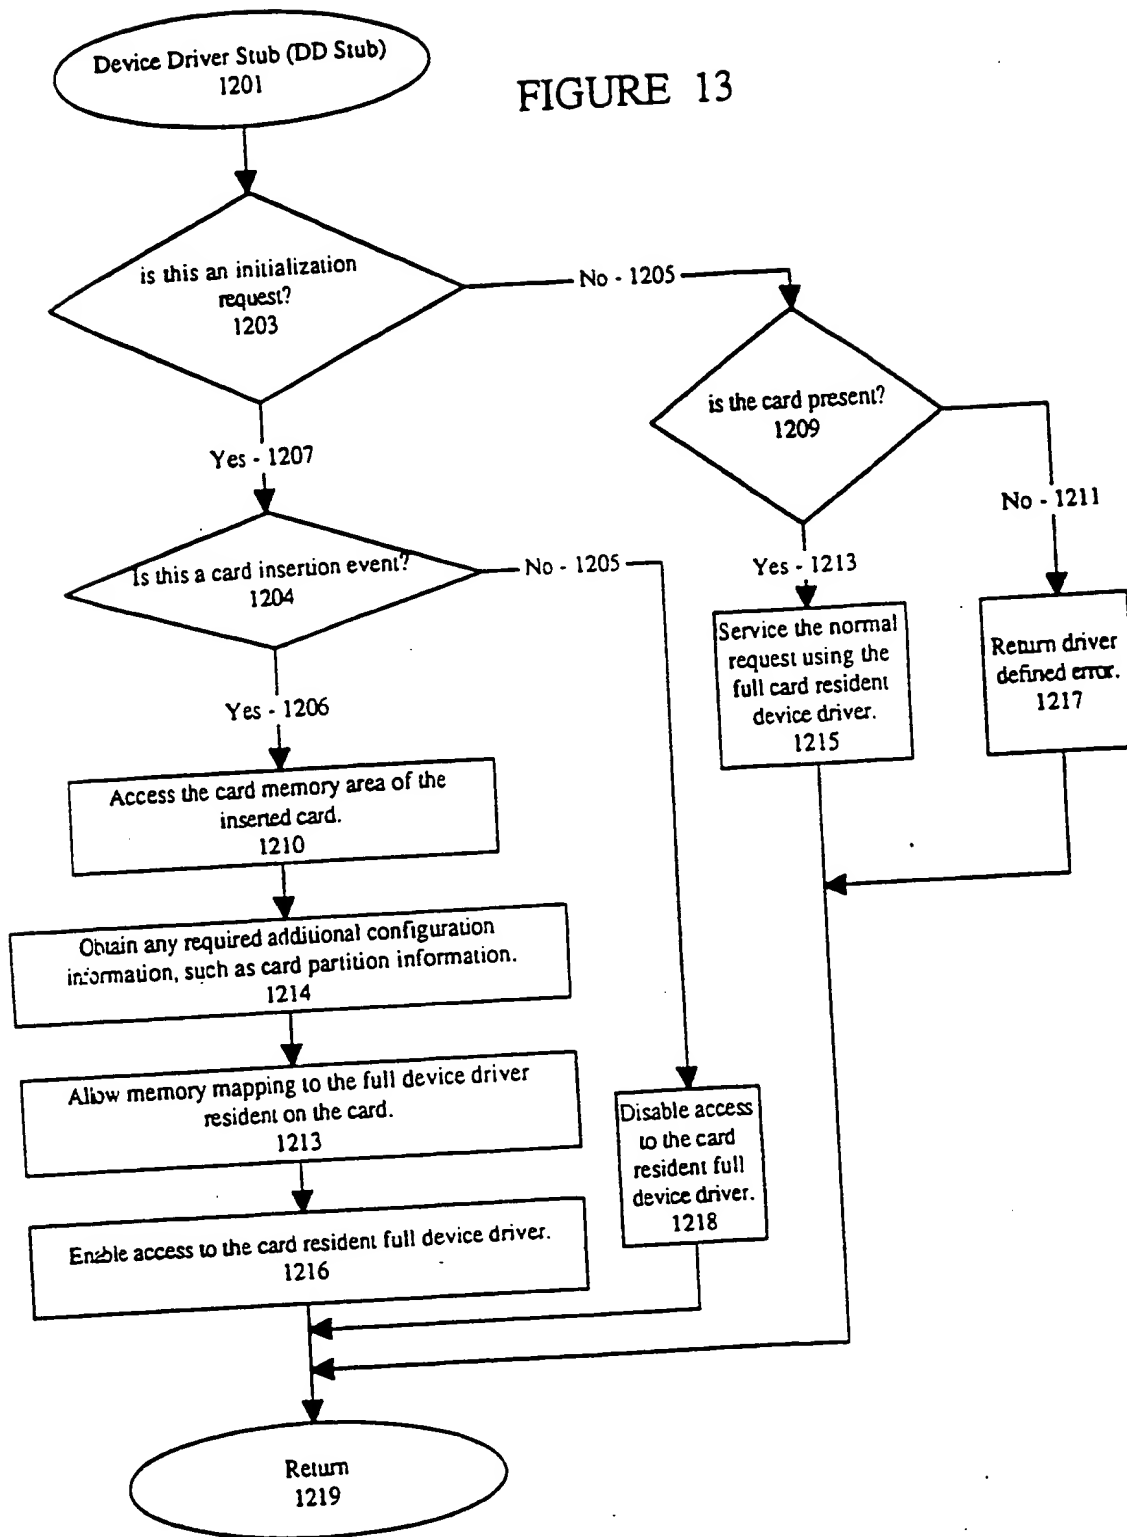 Device Driver Stub (DD Stub)
1201
FIGURE 13
is this an initialization
request?
1203
No - 1205
is the card present?
1209
Yes - 1207
No - 1211
Is this a card insertion event?
1204
No - 1205
Yes - 1213
Service the normal
request using the
full card resident
device driver.
1215
Return driver
defined error.
1217
Yes - 1206
Access the card memory area of the
inserted card.
1210
Obtain any required additional configuration
information, such as card partition information.
1214
Allow memory mapping to the full device driver
resident on the card.
1213
Disable access
to the card
resident full
device driver.
1218
Enable access to the card resident full device driver.
1216
Return
1219